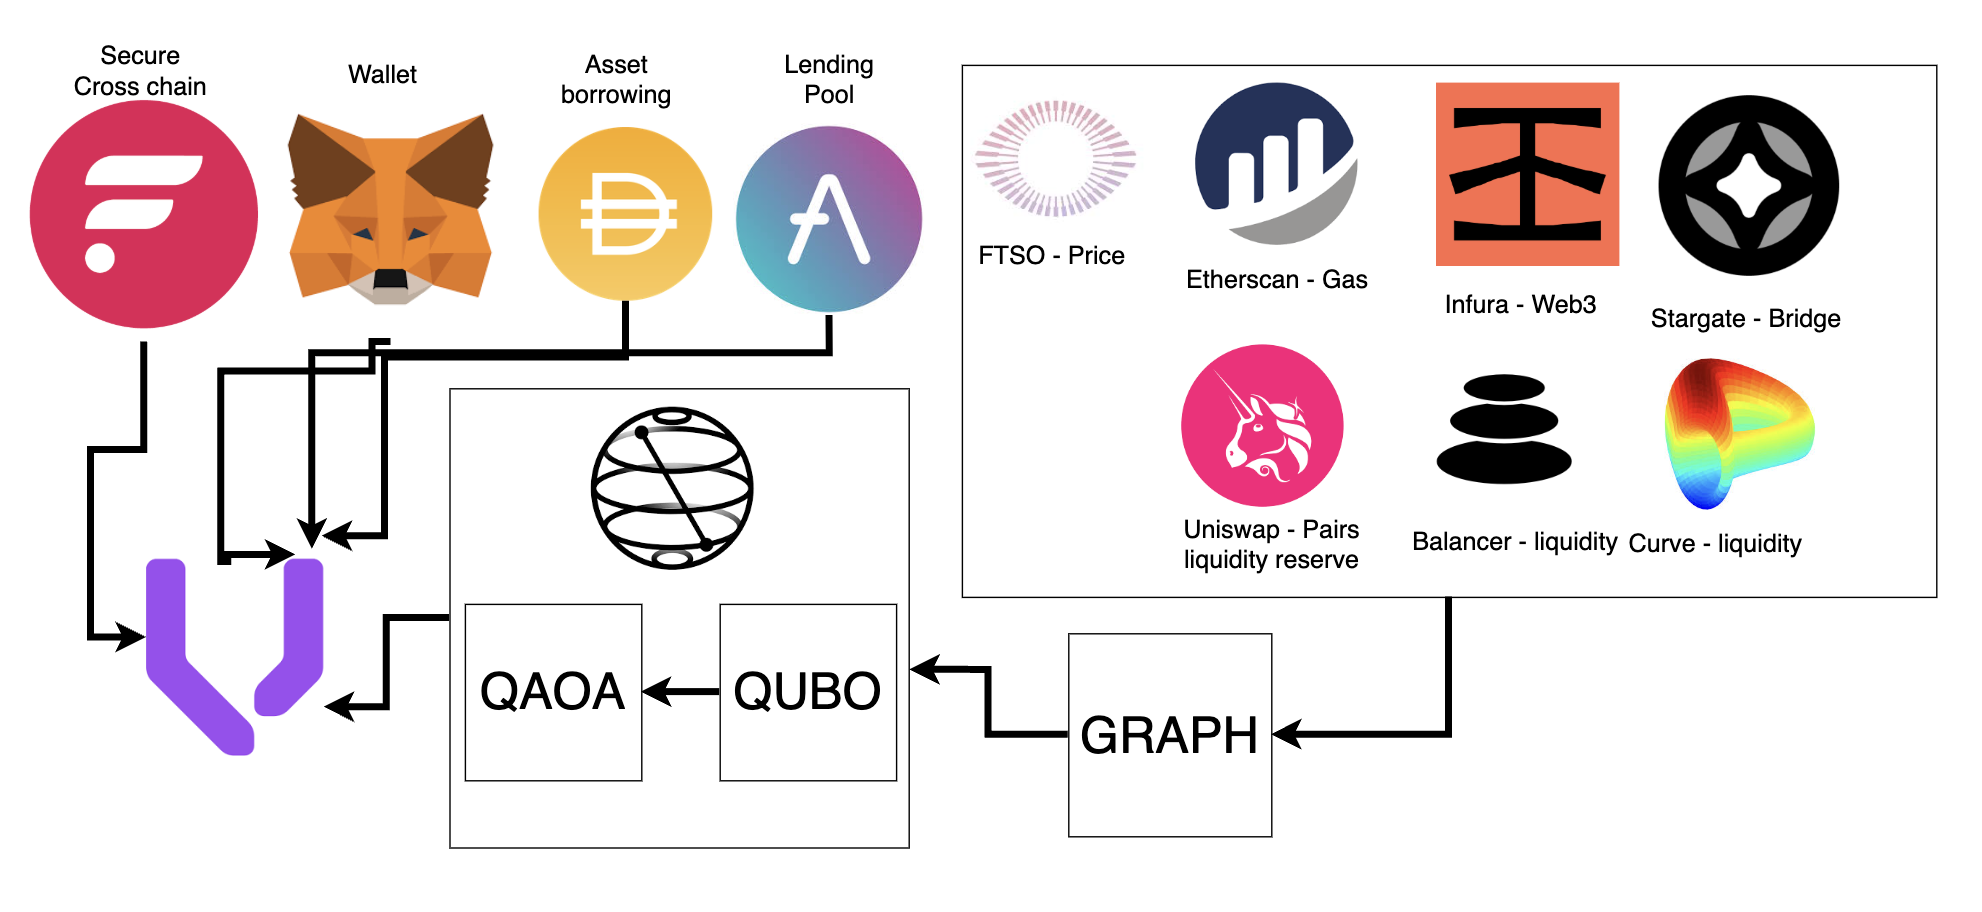 Secure
Cross chain
Wallet
Asset
borrowing
Lending
Pool
FTSO - Price
Etherscan - Gas
Infura - Web3
Stargate - Bridge
Uniswap - Pairs
liquidity reserve
Balancer - liquidity
Curve - liquidity
QAOA
QUBO
GRAPH